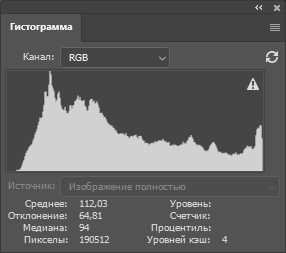 Гистограмма
Канал: RGB
Источник: Изображение полностью
Среднее: 112,03 Уровень:
Отклонение: 64,81 Счетчик:
Медиана: 94 Процентиль:
Пикселы: 190512 Уровней кэш: 4